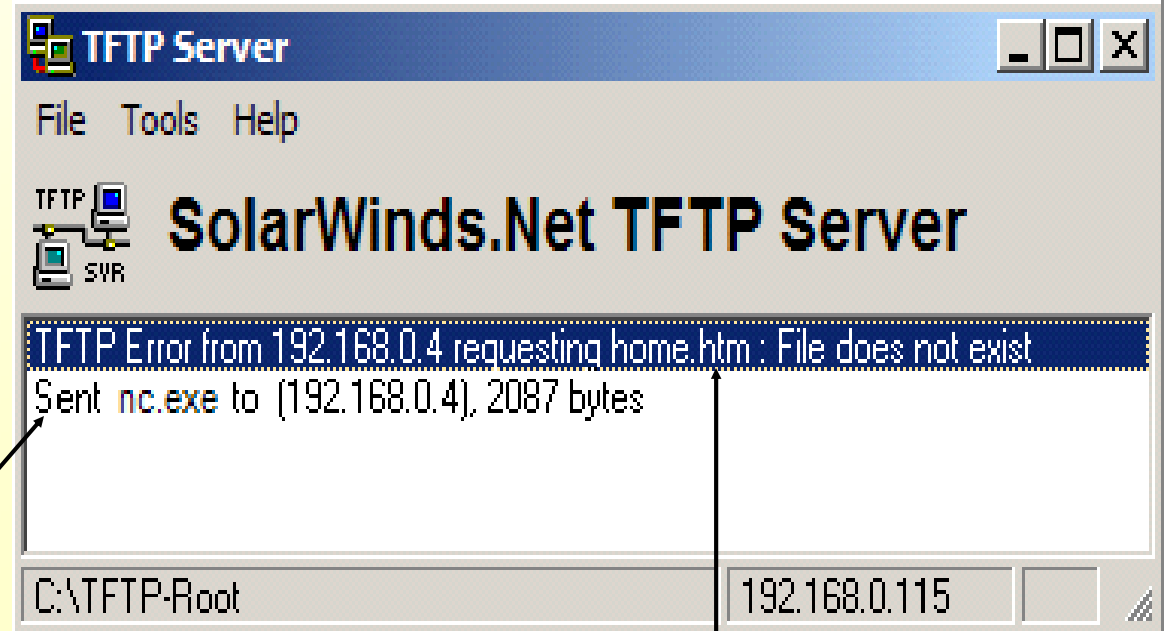 TFTP Server
File Tools Help
TFTP
SVR
SolarWinds.Net TFTP Server
TFTP Error from 192.168.0.4 requesting home.htm : File does not exist
Sent nc.exe to (192.168.0.4), 2087 bytes
C:\TFTP-Root
192.168.0.115